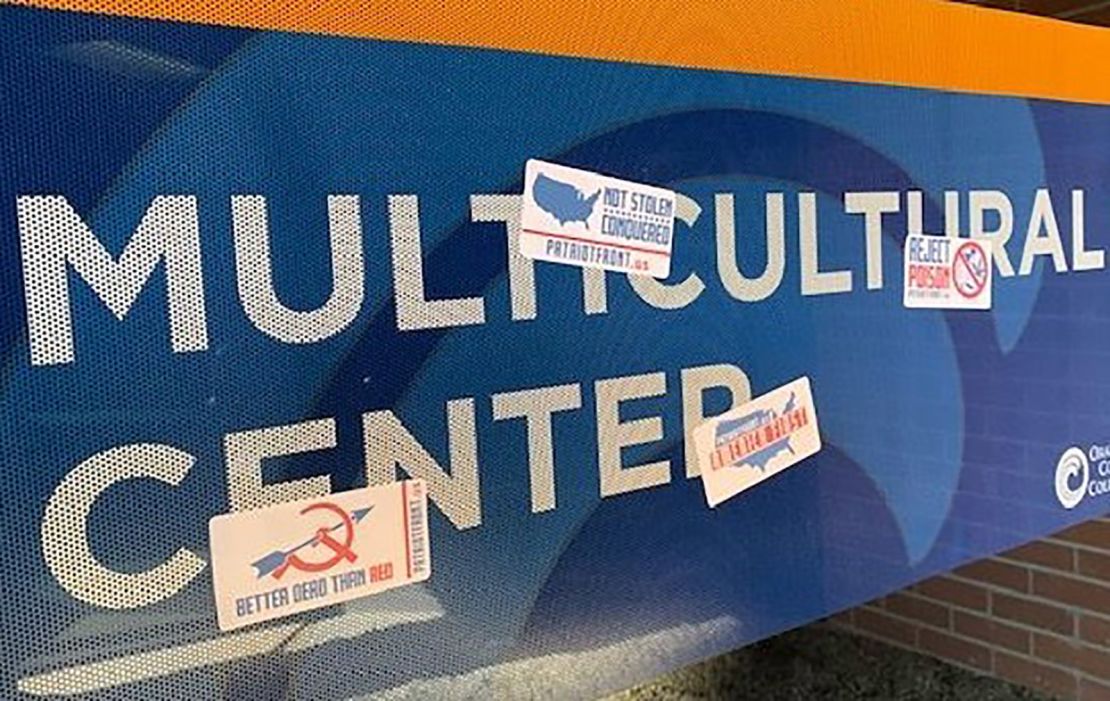 MULTICULTURAL
CENTER
NOT STOLEN
CONQUERED
PATRIOTFRONT.US
REJECT
POISON
BETTER DEAD THAN RED
PATRIOTFRONT.US